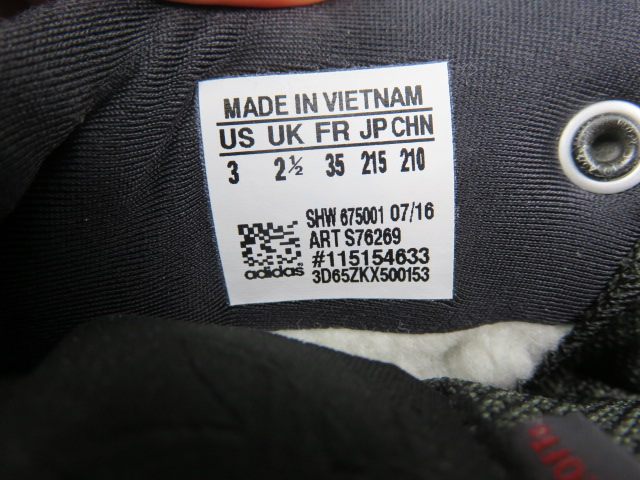 MADE IN VIETNAM
US UK FR JP CHN
3 2½ 35 215 210
SHW 675001 07/16
ART S76269
#115154633
adidas 3D65ZKX500153